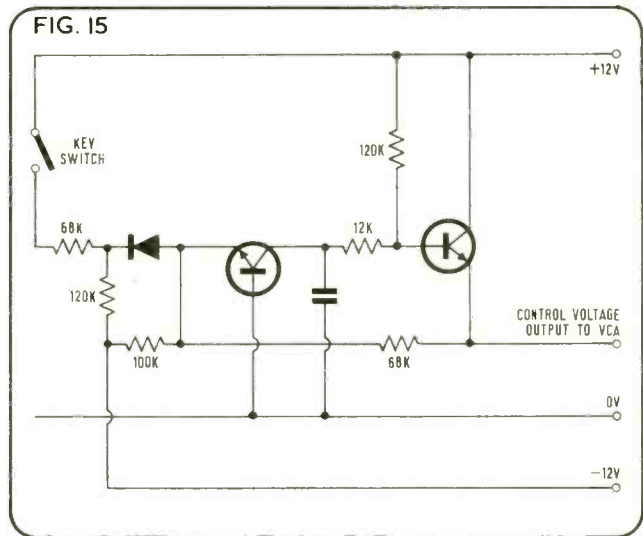 FIG. 15
+12V
KEY
SWITCH
120K
68K
12K
120K
CONTROL VOLTAGE
OUTPUT TO VCA
100K
68K
0V
−12V